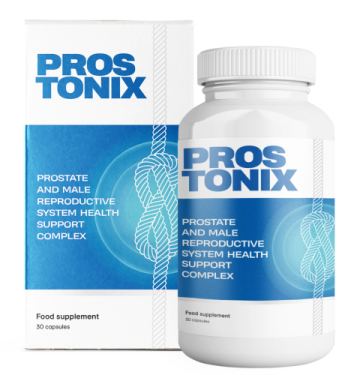 PROS
TONIX
PROSTATE
AND MALE
REPRODUCTIVE
SYSTEM HEALTH
SUPPORT
COMPLEX
Food supplement
30 capsules
PROS
TONIX
PROSTATE
AND MALE
REPRODUCTIVE
SYSTEM HEALTH
SUPPORT
COMPLEX
Food supplement
30 capsules